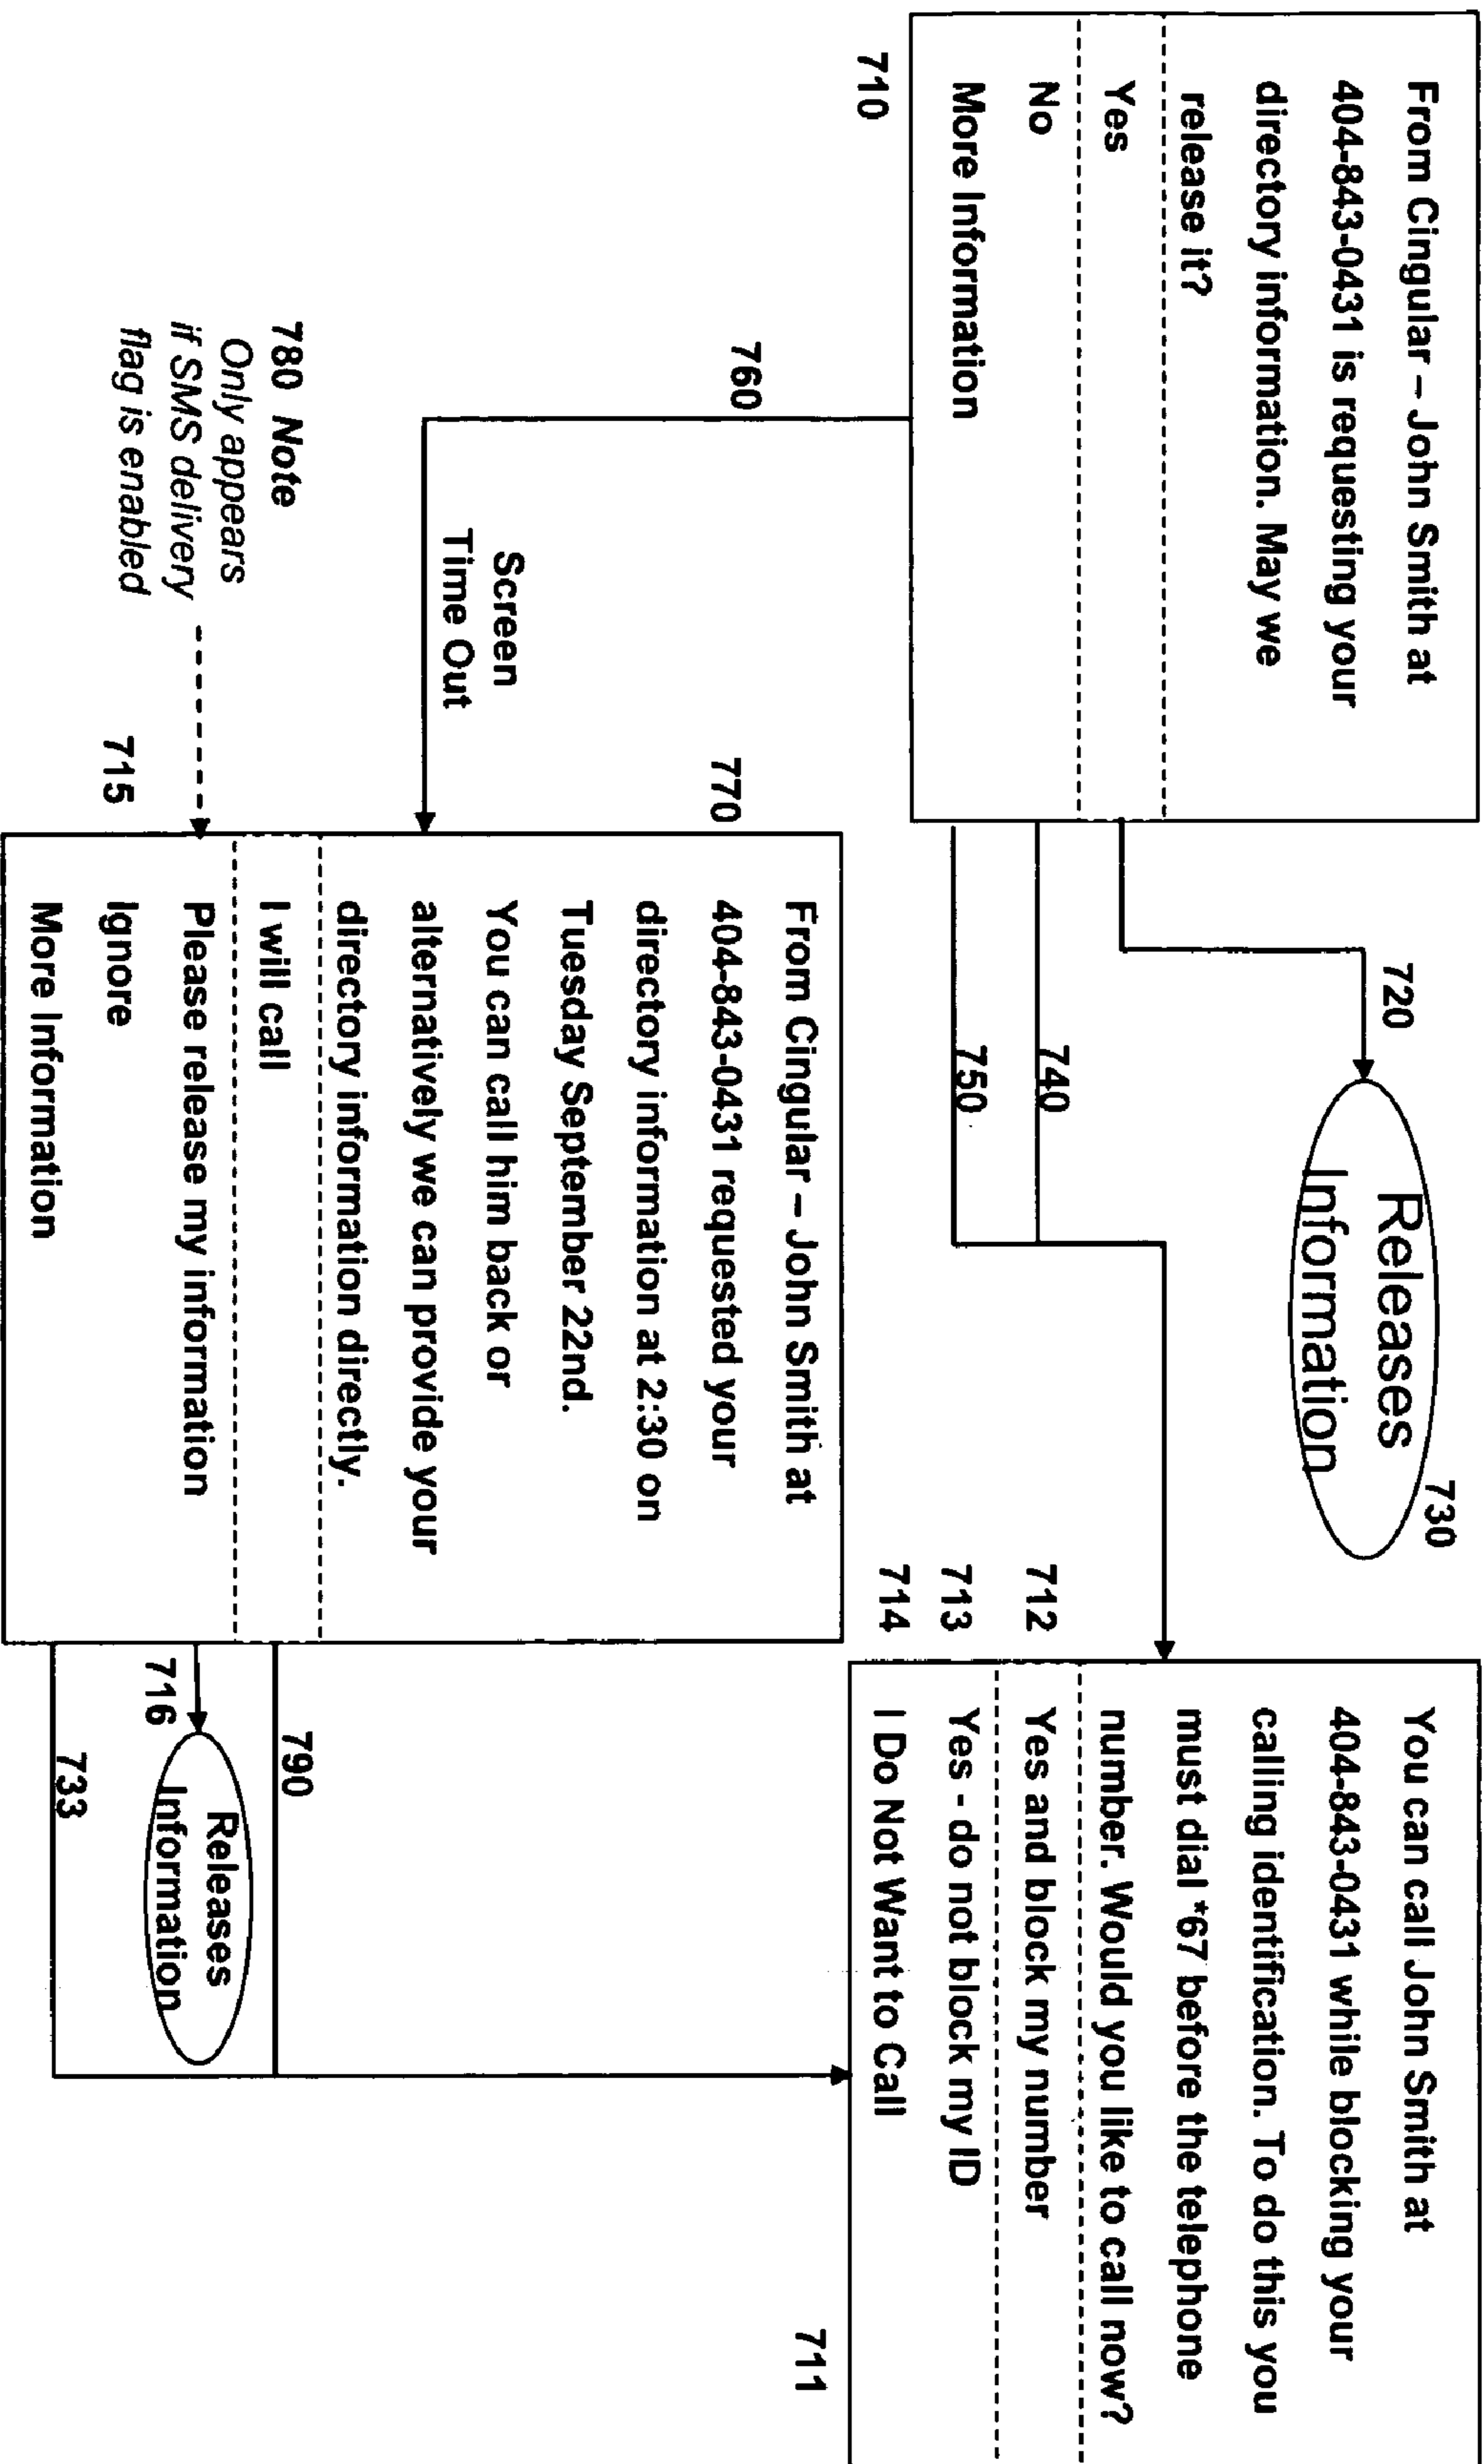 From Cingular – John Smith at
404-843-0431 is requesting your
directory information. May we
release it?
Yes
No
More Information
710
720
Releases
Information
730
740
750
You can call John Smith at
404-843-0431 while blocking your
calling identification. To do this you
must dial *67 before the telephone
number. Would you like to call now?
712
Yes and block my number
713
Yes - do not block my ID
714
I Do Not Want to Call
711
760
Screen
Time Out
770
From Cingular – John Smith at
404-843-0431 requested your
directory information at 2:30 on
Tuesday September 22nd.
You can call him back or
alternatively we can provide your
directory information directly.
I will call
Please release my information
Ignore
More Information
780 Note
Only appears
if SMS delivery
flag is enabled
715
790
Releases
Information
716
733